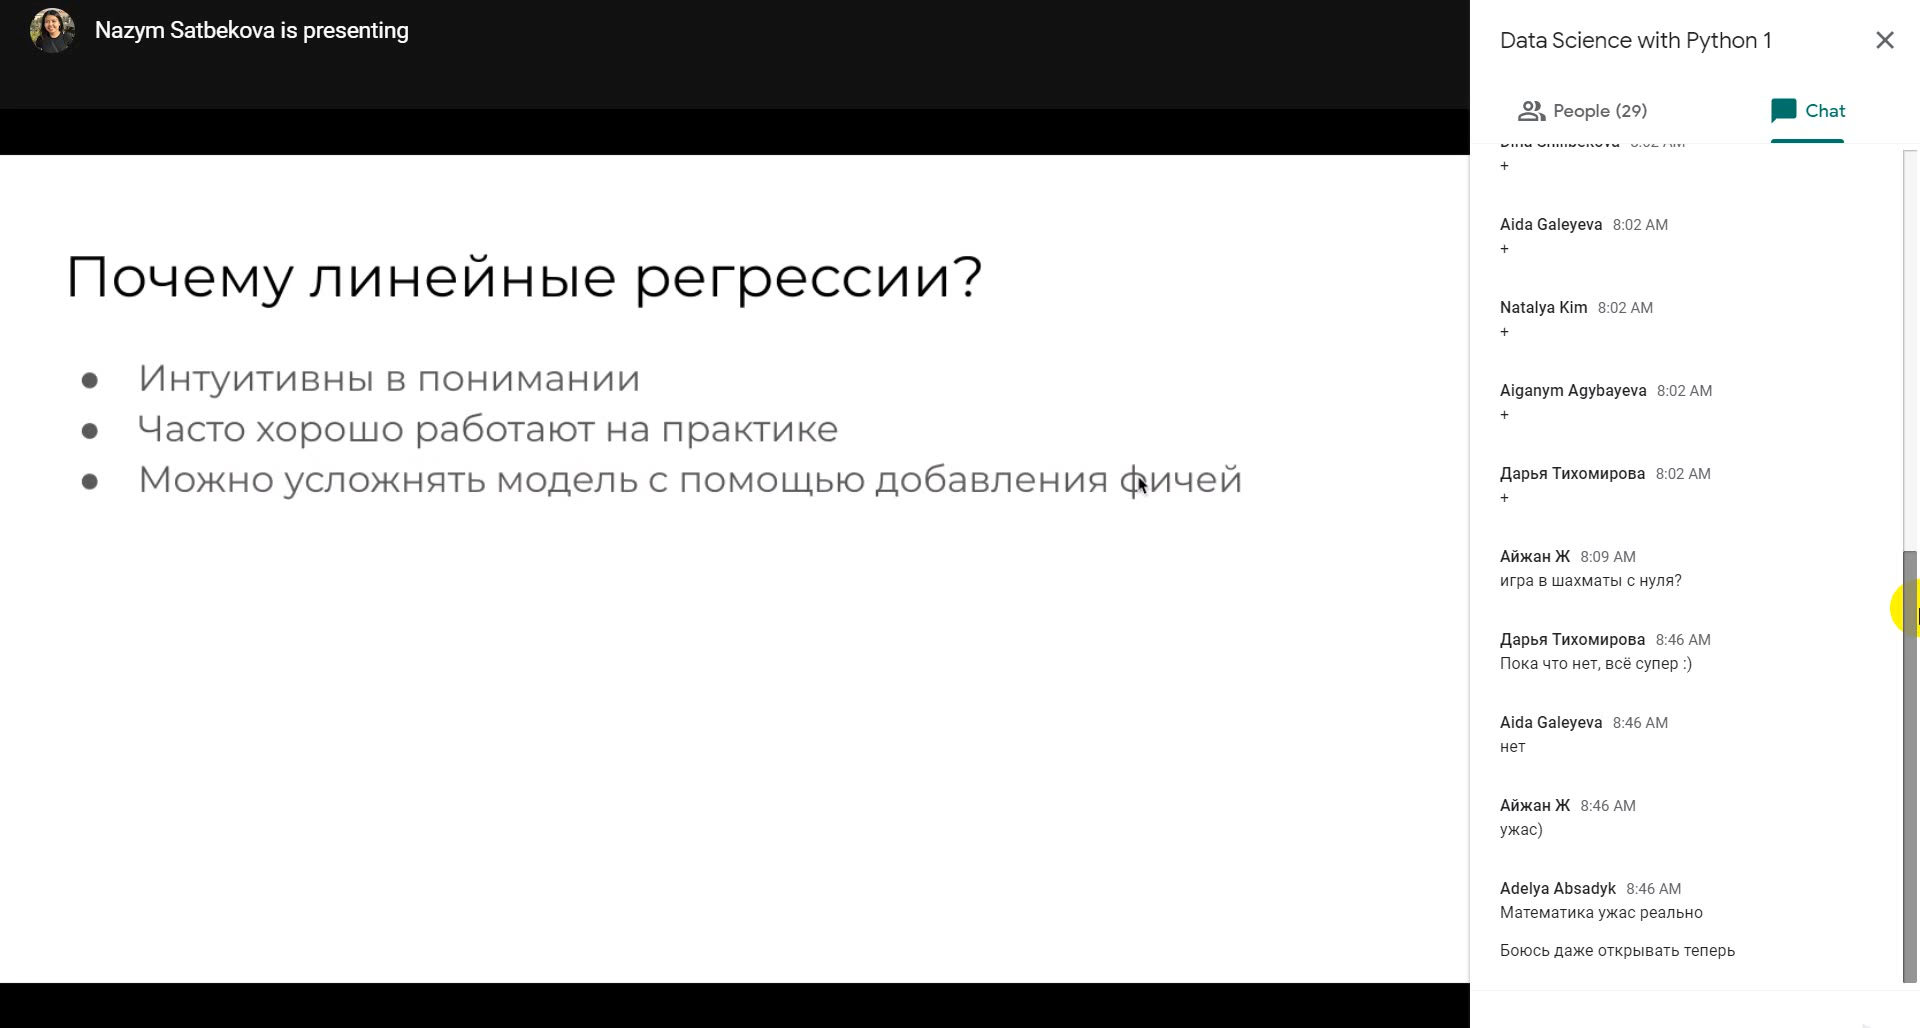 Nazym Satbekova is presenting
Почему линейные регрессии?
● Интуитивны в понимании
● Часто хорошо работают на практике
● Можно усложнять модель с помощью добавления фичей
Data Science with Python 1
People (29)
Chat
8:02 AM
+
Aida Galeyeva 8:02 AM
+
Natalya Kim 8:02 AM
+
Aiganym Agybayeva 8:02 AM
+
Дарья Тихомирова 8:02 AM
+
Айжан Ж 8:09 AM
игра в шахматы с нуля?
Дарья Тихомирова 8:46 AM
Пока что нет, всё супер :)
Aida Galeyeva 8:46 AM
нет
Айжан Ж 8:46 AM
ужас)
Adelya Absadyk 8:46 AM
Математика ужас реально
Боюсь даже открывать теперь